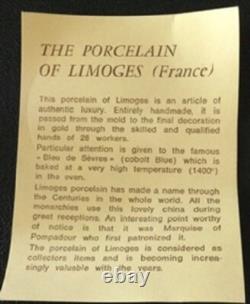 THE PORCELAIN
OF LIMOGES (France)
This porcelain of Limoges is an article of
authentic luxury. Entirely handmade, it is
passed from the mold to the final decoration
in gold through the skilled and qualified
hands of 28 workers.
Particular attention is given to the famous
« Bleu de Sèvres » (cobolt Blue) which is
baked at a very high temperature (1400°)
in the oven.
Limoges porcelain has made a name through
the Centuries in the whole world. All the
monarchies use this lovely china during
great receptions. An interesting point worthy
of notice is that it was Marquise of
Pompadour who first patronized it.
The porcelain of Limoges is considered as
collectors items and is becoming increa-
singly valuable with the years.
ebay